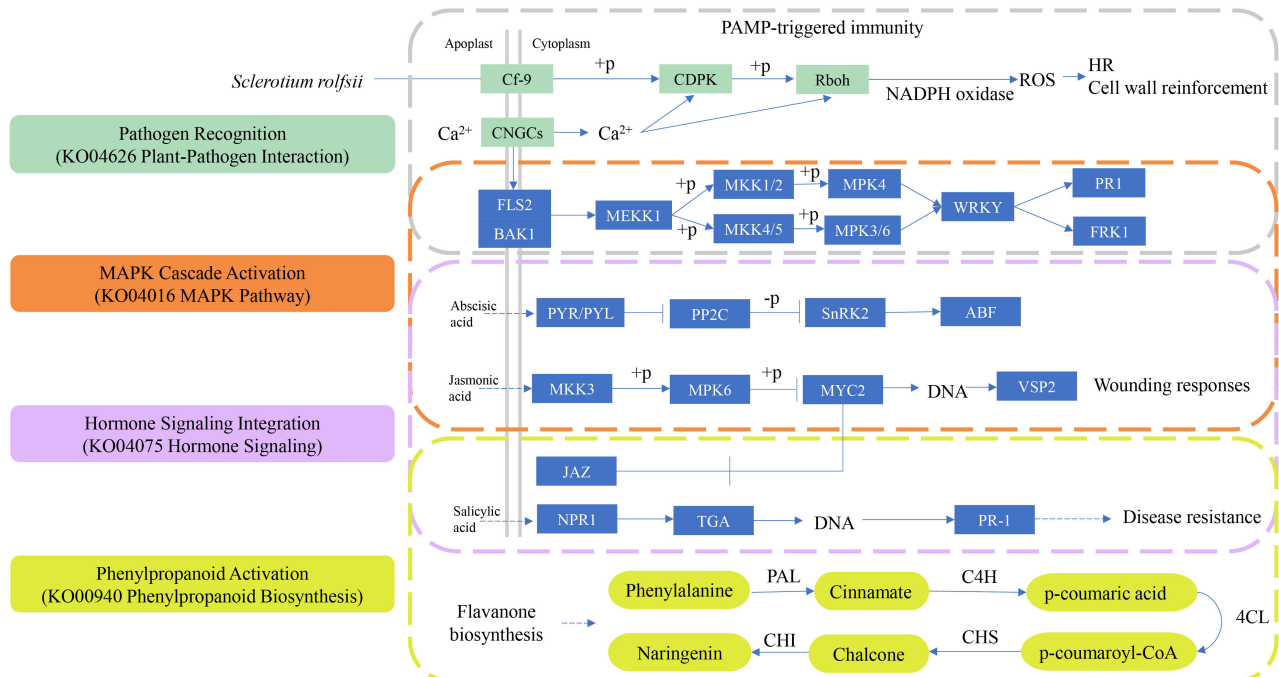 PAMP-triggered immunity
Apoplast
Cytoplasm
Sclerotium rolfsii
Cf-9
+p
CDPK
+p
Rboh
NADPH oxidase
ROS
HR
Cell wall reinforcement
Ca²⁺
CNGCs
Ca²⁺
Pathogen Recognition
(KO04626 Plant-Pathogen Interaction)
FLS2
BAK1
MEKK1
+p
+p
MKK1/2
+p
MPK4
MKK4/5
+p
MPK3/6
WRKY
PR1
FRK1
MAPK Cascade Activation
(KO04016 MAPK Pathway)
Abscisic
acid
PYR/PYL
PP2C
-p
SnRK2
ABF
Jasmonic
acid
MKK3
+p
MPK6
+p
MYC2
DNA
VSP2
Wounding responses
Hormone Signaling Integration
(KO04075 Hormone Signaling)
JAZ
Salicylic
acid
NPR1
TGA
DNA
PR-1
Disease resistance
Phenylpropanoid Activation
(KO00940 Phenylpropanoid Biosynthesis)
Flavanone
biosynthesis
Phenylalanine
PAL
Cinnamate
C4H
p-coumaric acid
4CL
Naringenin
CHI
Chalcone
CHS
p-coumaroyl-CoA